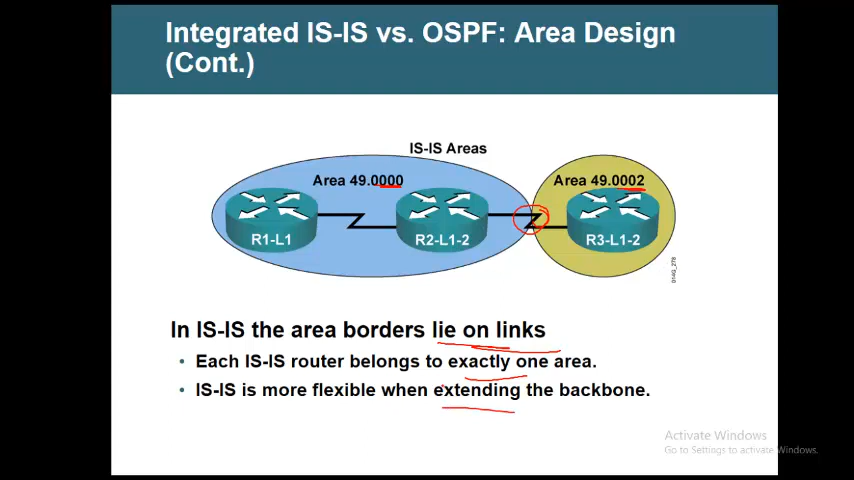 Integrated IS-IS vs. OSPF: Area Design
(Cont.)
IS-IS Areas
Area 49.0000
Area 49.0002
R1-L1
R2-L1-2
R3-L1-2
014G_278
In IS-IS the area borders lie on links
• Each IS-IS router belongs to exactly one area.
• IS-IS is more flexible when extending the backbone.
Activate Windows
Go to Settings to activate Windows.